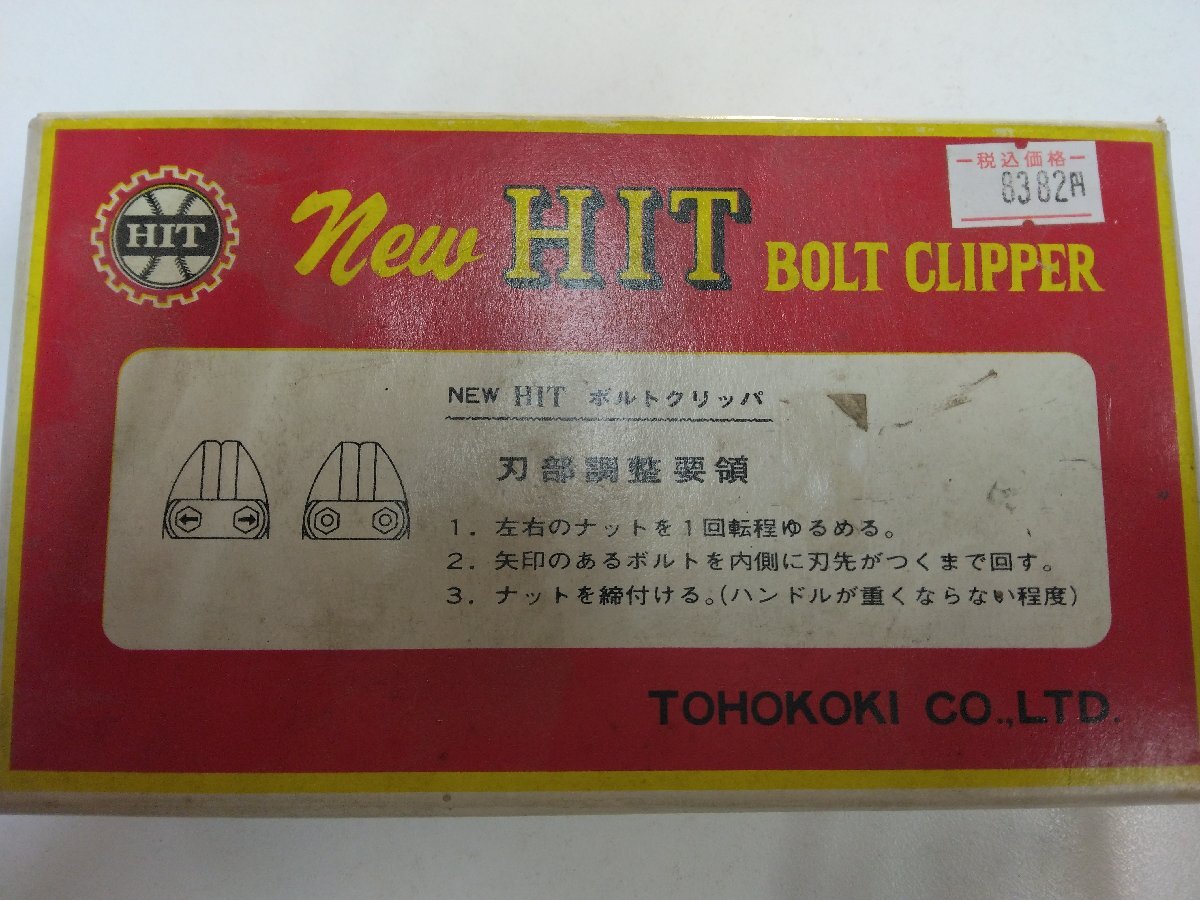 HIT
New HIT BOLT CLIPPER
税込価格
8382円
NEW HIT ボルトクリッパ
刃部調整要領
1. 左右のナットを1回転程ゆるめる。
2. 矢印のあるボルトを内側に刃先がつくまで回す。
3. ナットを締付ける。(ハンドルが重くならない程度)
TOHOKOKI CO.,LTD.